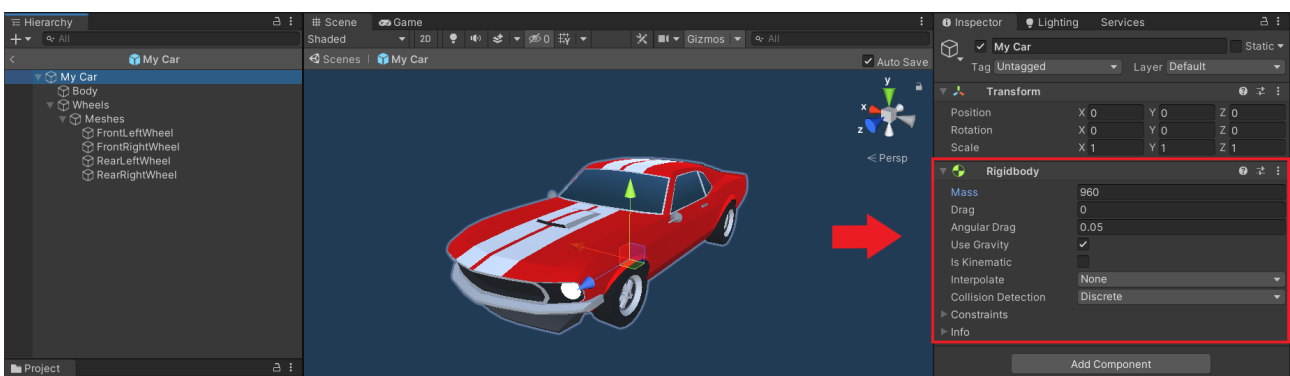 Hierarchy
All
My Car
My Car
Body
Wheels
Meshes
FrontLeftWheel
FrontRightWheel
RearLeftWheel
RearRightWheel
Project
# Scene Game
Shaded 2D 0 Gizmos All
Scenes | My Car Auto Save
y
x
z
< Persp
Inspector Lighting Services
My Car Static
Tag Untagged Layer Default
Transform
Position X 0 Y 0 Z 0
Rotation X 0 Y 0 Z 0
Scale X 1 Y 1 Z 1
Rigidbody
Mass 960
Drag 0
Angular Drag 0.05
Use Gravity
Is Kinematic
Interpolate None
Collision Detection Discrete
Constraints
Info
Add Component